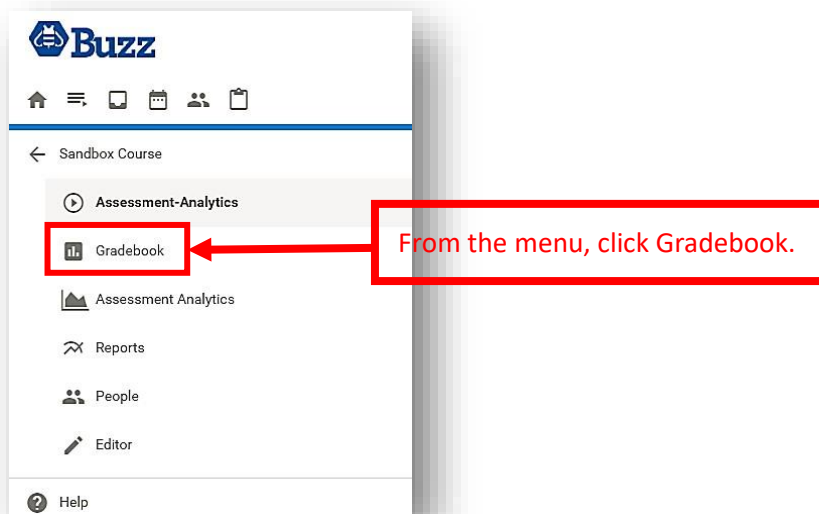 Buzz
Sandbox Course
Assessment-Analytics
Gradebook
From the menu, click Gradebook.
Assessment Analytics
Reports
People
Editor
Help